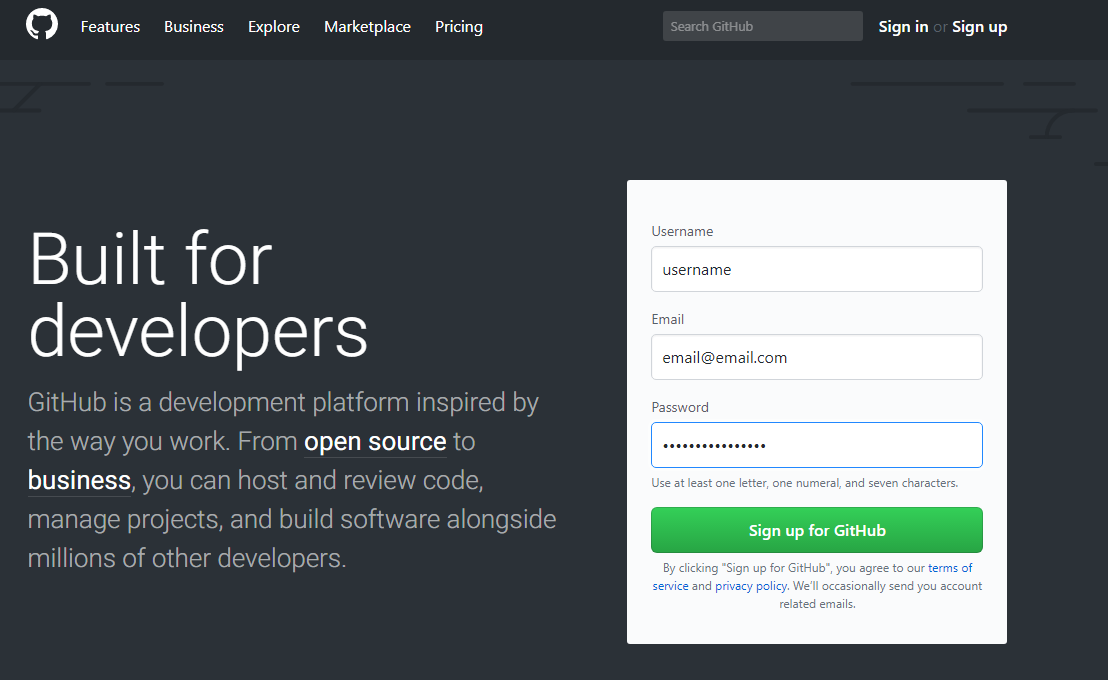 Features Business Explore Marketplace Pricing Search GitHub Sign in or Sign up
Built for
developers
GitHub is a development platform inspired by
the way you work. From open source to
business, you can host and review code,
manage projects, and build software alongside
millions of other developers.
Username
username
Email
email@email.com
Password
••••••••••••••••
Use at least one letter, one numeral, and seven characters.
Sign up for GitHub
By clicking "Sign up for GitHub", you agree to our terms of
service and privacy policy. We'll occasionally send you account
related emails.